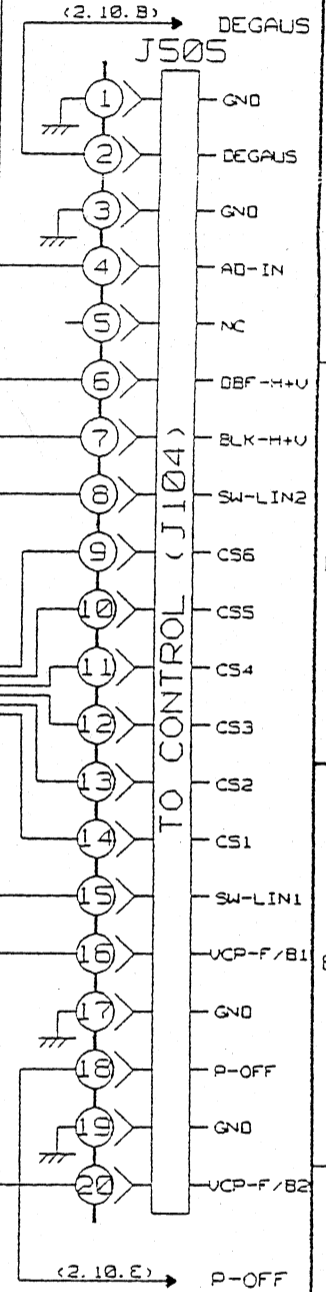 (2.10.B) DEGAUS
J505
1 GND
2 DEGAUS
3 GND
4 AD-IN
5 NC
6 DBF-H+V
7 BLK-H+V
8 SW-LIN2
9 CS6
10 CS5
11 CS4
12 CS3
13 CS2
14 CS1
15 SW-LIN1
16 VCP-F/B1
17 GND
18 P-OFF
19 GND
20 VCP-F/B2
TO CONTROL (J104)
(2.10.E) P-OFF